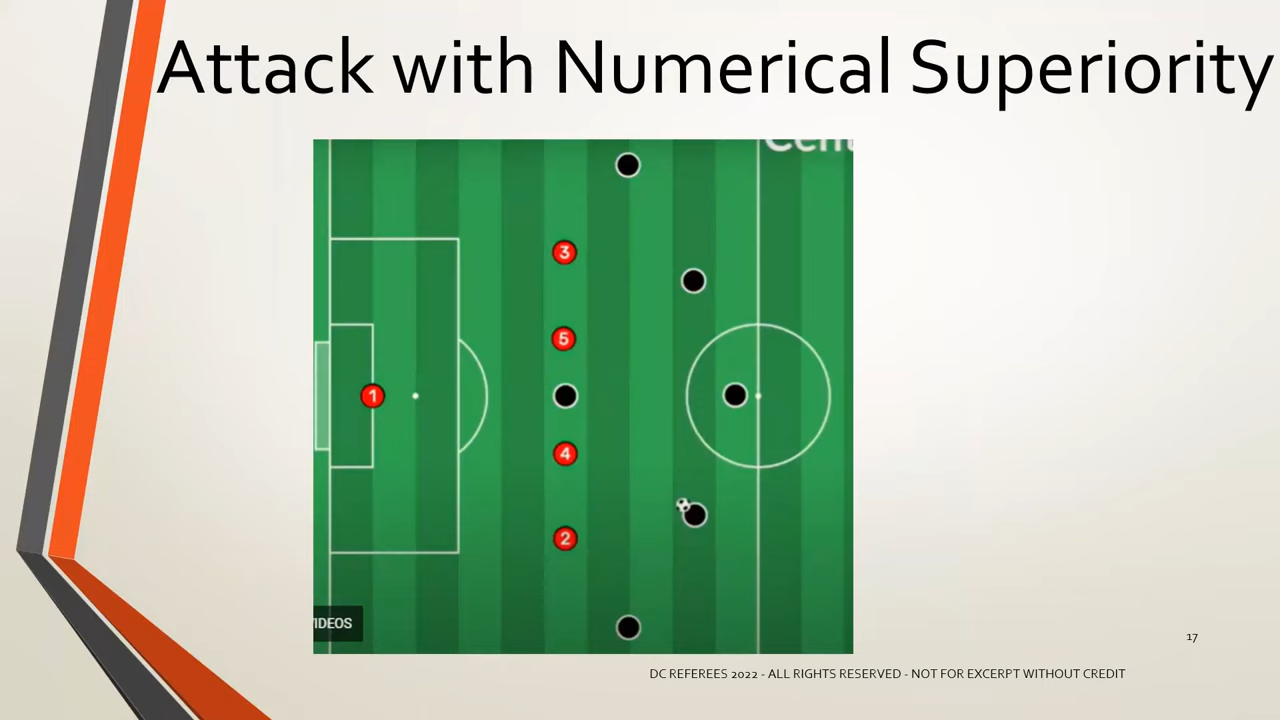 Attack with Numerical Superiority
3
5
1
4
2
IDEOS
17
DC REFEREES 2022 - ALL RIGHTS RESERVED - NOT FOR EXCERPT WITHOUT CREDIT